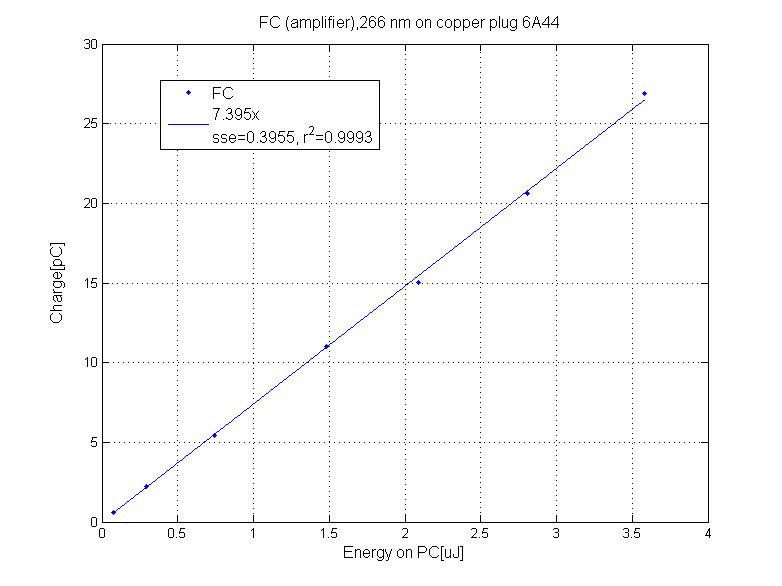 FC (amplifier),266 nm on copper plug 6A44
30
25
20
15
10
5
0
Charge[pC]
FC
7.395x
sse=0.3955, r²=0.9993
0 0.5 1 1.5 2 2.5 3 3.5 4
Energy on PC[uJ]